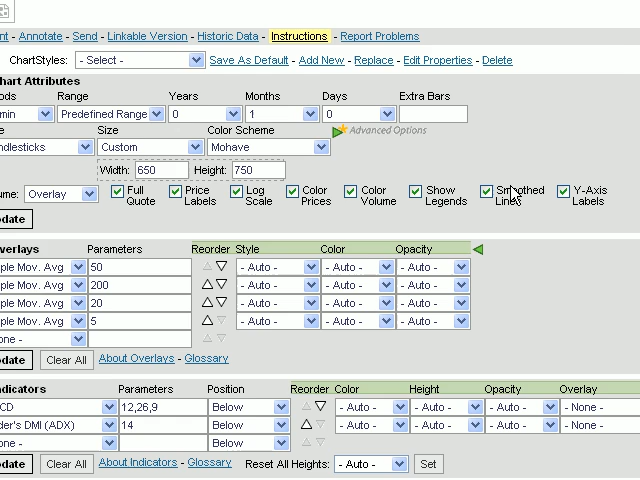 nt - Annotate - Send - Linkable Version - Historic Data - Instructions - Report Problems
ChartStyles: - Select - Save As Default - Add New - Replace - Edit Properties - Delete
hart Attributes
ods Range Years Months Days Extra Bars
min Predefined Range 0 1 0
e Size Color Scheme Advanced Options
ndlesticks Custom Mohave
Width: 650 Height: 750
ume: Overlay Full Quote Price Labels Log Scale Color Prices Color Volume Show Legends Smoothed Lines Y-Axis Labels
pdate
verlays Parameters Reorder Style Color Opacity
ple Mov. Avg 50 - Auto - - Auto - - Auto -
ple Mov. Avg 200 - Auto - - Auto - - Auto -
ple Mov. Avg 20 - Auto - - Auto - - Auto -
ple Mov. Avg 5 - Auto - - Auto - - Auto -
one -
pdate Clear All About Overlays - Glossary
ndicators Parameters Position Reorder Color Height Opacity Overlay
CD 12,26,9 Below - Auto - - Auto - - Auto - - None -
der's DMI (ADX) 14 Below - Auto - - Auto - - Auto - - None -
one - Below
pdate Clear All About Indicators - Glossary Reset All Heights: - Auto - Set